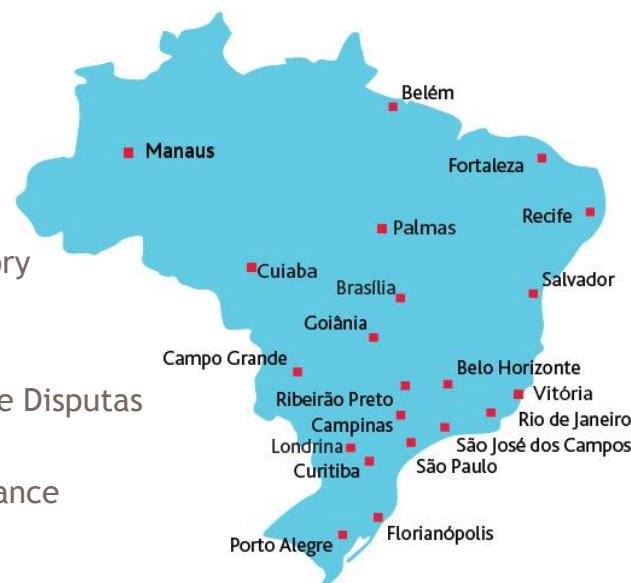 Belém
Manaus
Fortaleza
Recife
Palmas
ory
Cuiaba
Salvador
Brasília
Goiânia
Campo Grande
Belo Horizonte
e Disputas
Ribeirão Preto
Vitória
Campinas
Rio de Janeiro
Londrina
São José dos Campos
Curitiba
São Paulo
ance
Florianópolis
Porto Alegre